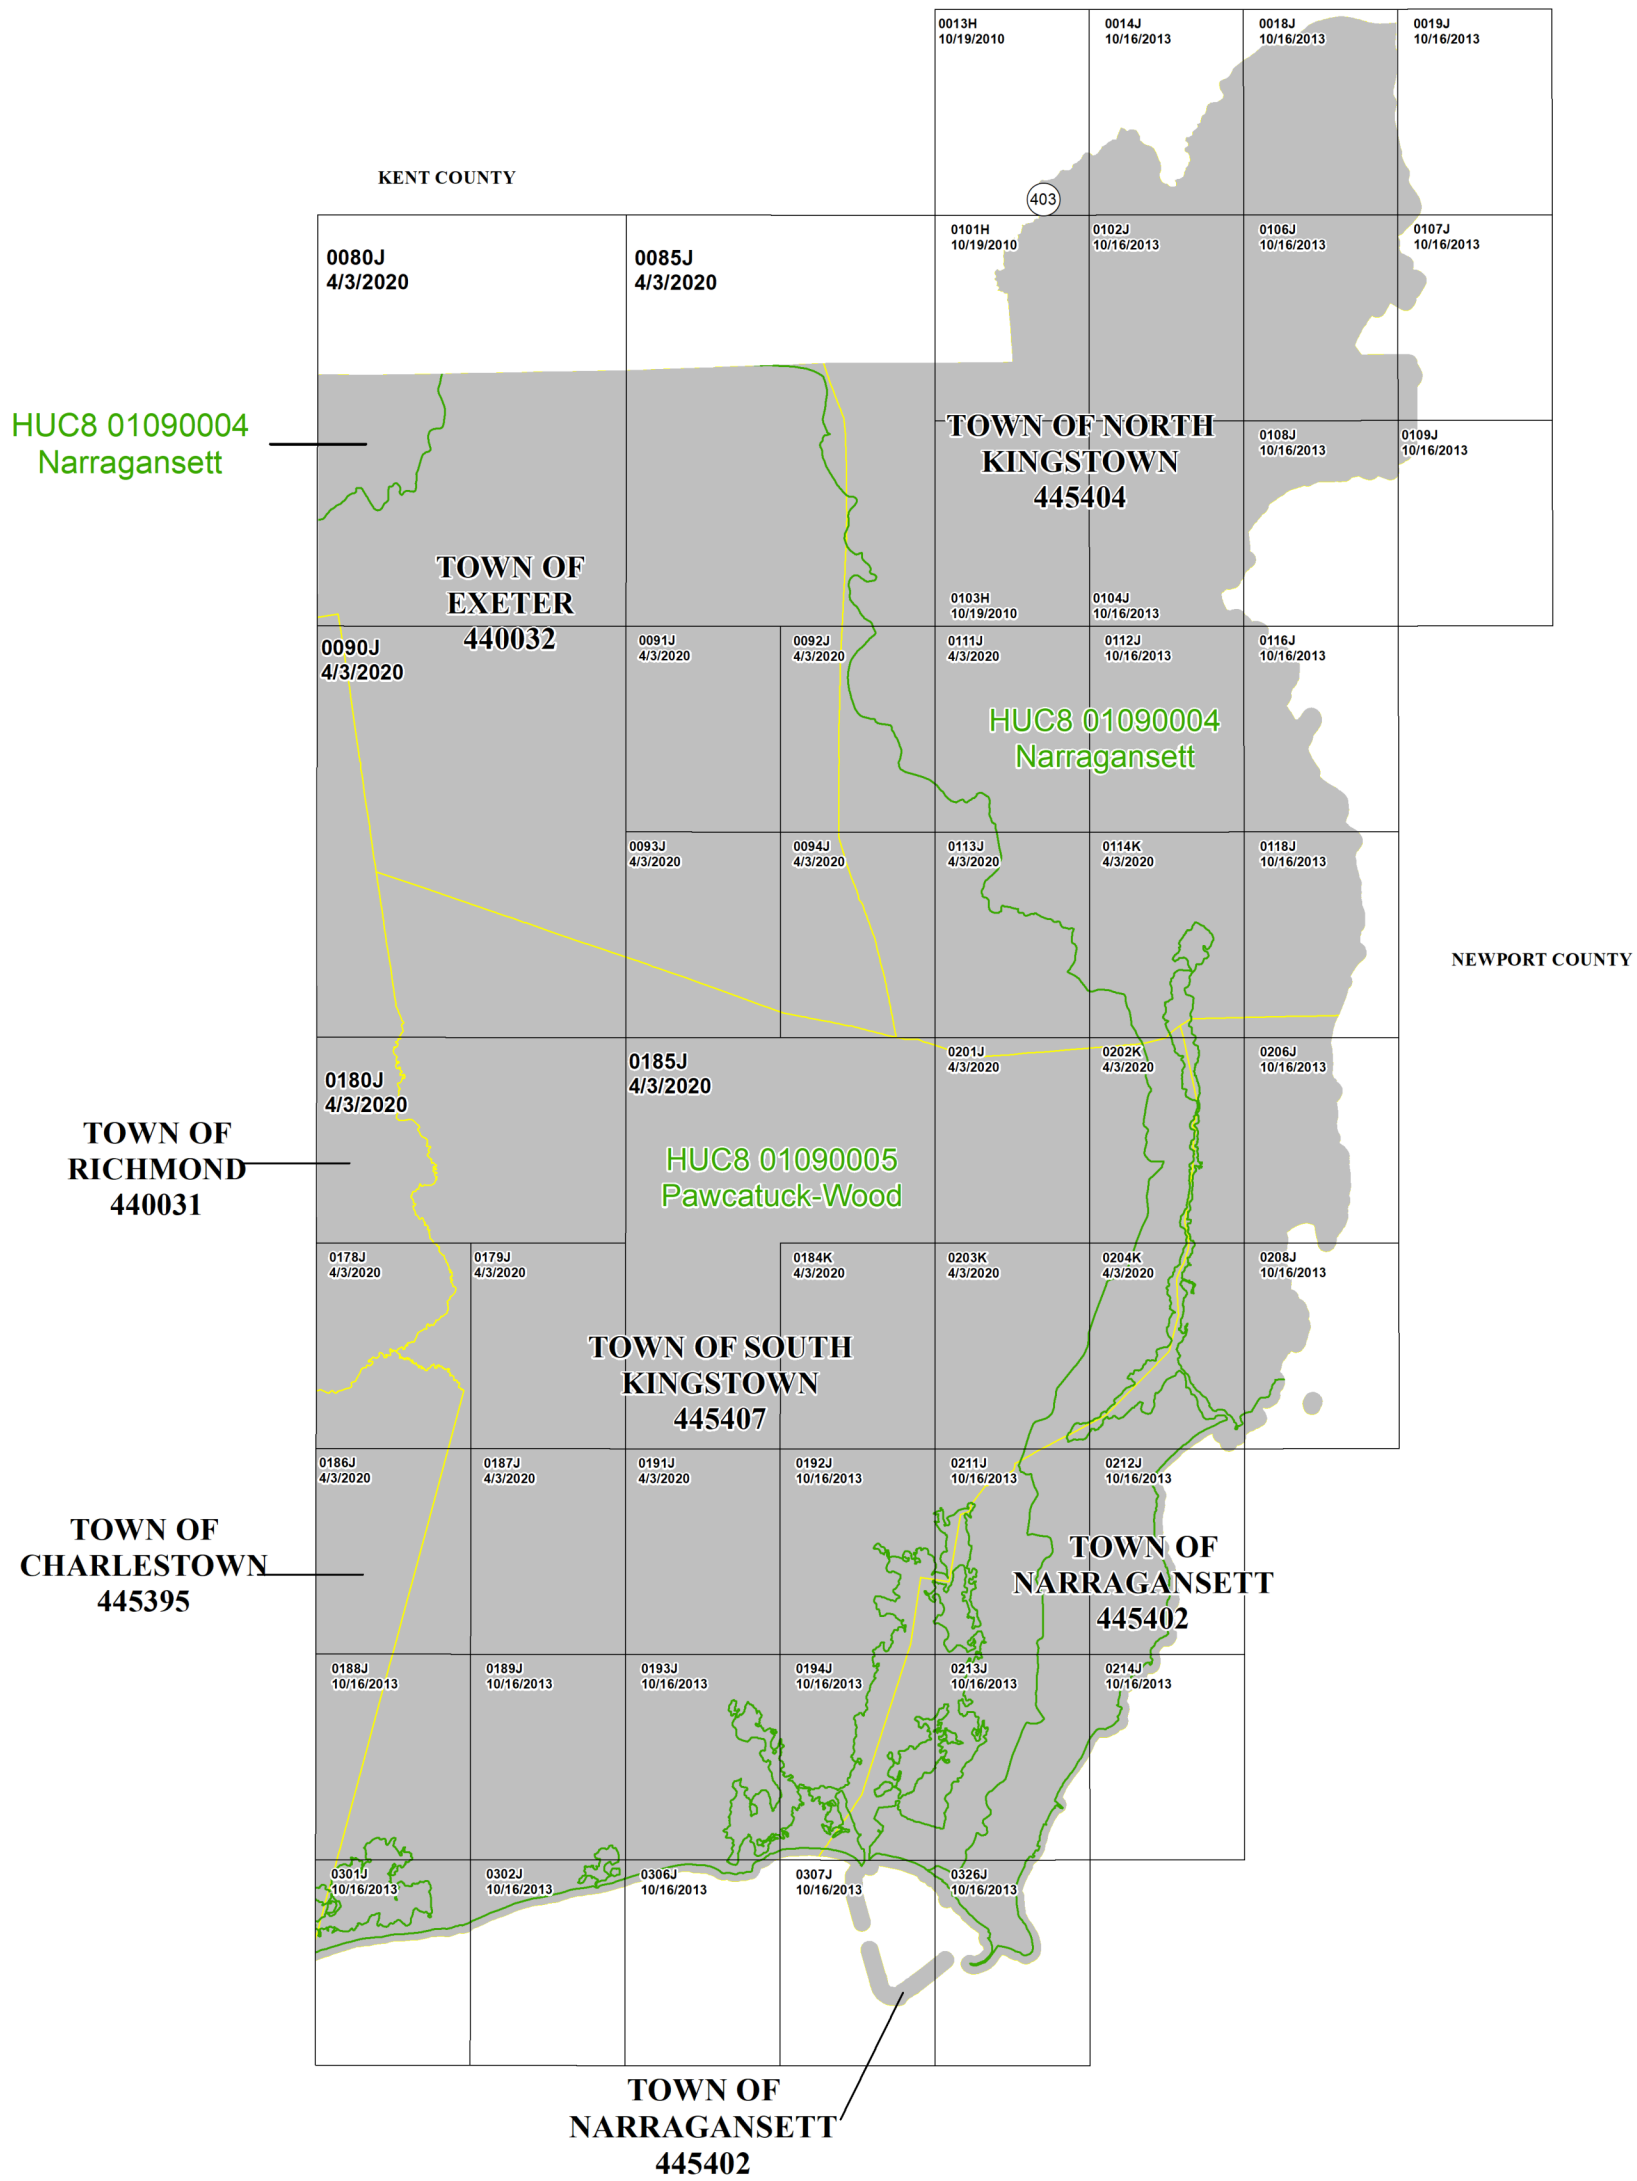 0013H
10/19/2010
0014J
10/16/2013
0018J
10/16/2013
0019J
10/16/2013
KENT COUNTY
403
0080J
4/3/2020
0085J
4/3/2020
0101H
10/19/2010
0102J
10/16/2013
0106J
10/16/2013
0107J
10/16/2013
HUC8 01090004
Narragansett
TOWN OF NORTH
KINGSTOWN
445404
0108J
10/16/2013
0109J
10/16/2013
TOWN OF
EXETER
440032
0103H
10/19/2010
0104J
10/16/2013
0090J
4/3/2020
0091J
4/3/2020
0092J
4/3/2020
0111J
4/3/2020
0112J
10/16/2013
0116J
10/16/2013
HUC8 01090004
Narragansett
0093J
4/3/2020
0094J
4/3/2020
0113J
4/3/2020
0114K
4/3/2020
0118J
10/16/2013
NEWPORT COUNTY
0180J
4/3/2020
0185J
4/3/2020
0201J
4/3/2020
0202K
4/3/2020
0206J
10/16/2013
TOWN OF
RICHMOND
440031
HUC8 01090005
Pawcatuck-Wood
0178J
4/3/2020
0179J
4/3/2020
0184K
4/3/2020
0203K
4/3/2020
0204K
4/3/2020
0208J
10/16/2013
TOWN OF SOUTH
KINGSTOWN
445407
0186J
4/3/2020
0187J
4/3/2020
0191J
4/3/2020
0192J
10/16/2013
0211J
10/16/2013
0212J
10/16/2013
TOWN OF
CHARLESTOWN
445395
TOWN OF
NARRAGANSETT
445402
0188J
10/16/2013
0189J
10/16/2013
0193J
10/16/2013
0194J
10/16/2013
0213J
10/16/2013
0214J
10/16/2013
0301J
10/16/2013
0302J
10/16/2013
0306J
10/16/2013
0307J
10/16/2013
0326J
10/16/2013
TOWN OF
NARRAGANSETT
445402